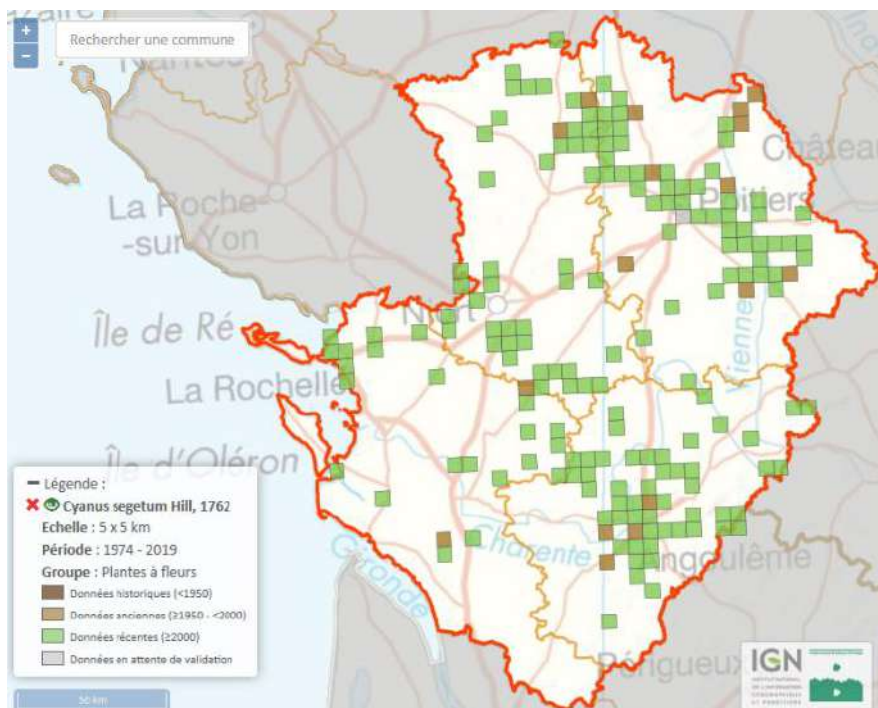 +
Rechercher une commune
–
Nantes
Château
La Roche-
-sur-Yon
Poitiers
Niort
Île de Ré
Vienne
La Rochelle
Île d'Oléron
Légende :
Cyanus segetum Hill, 1762
Echelle : 5 x 5 km
Période : 1974 - 2019
Groupe : Plantes à fleurs
Données historiques (<1950)
Données anciennes (≥1950 - <2000)
Données récentes (≥2000)
Données en attente de validation
Gironde
Charente
Angoulême
Périgueux
IGN
50 km